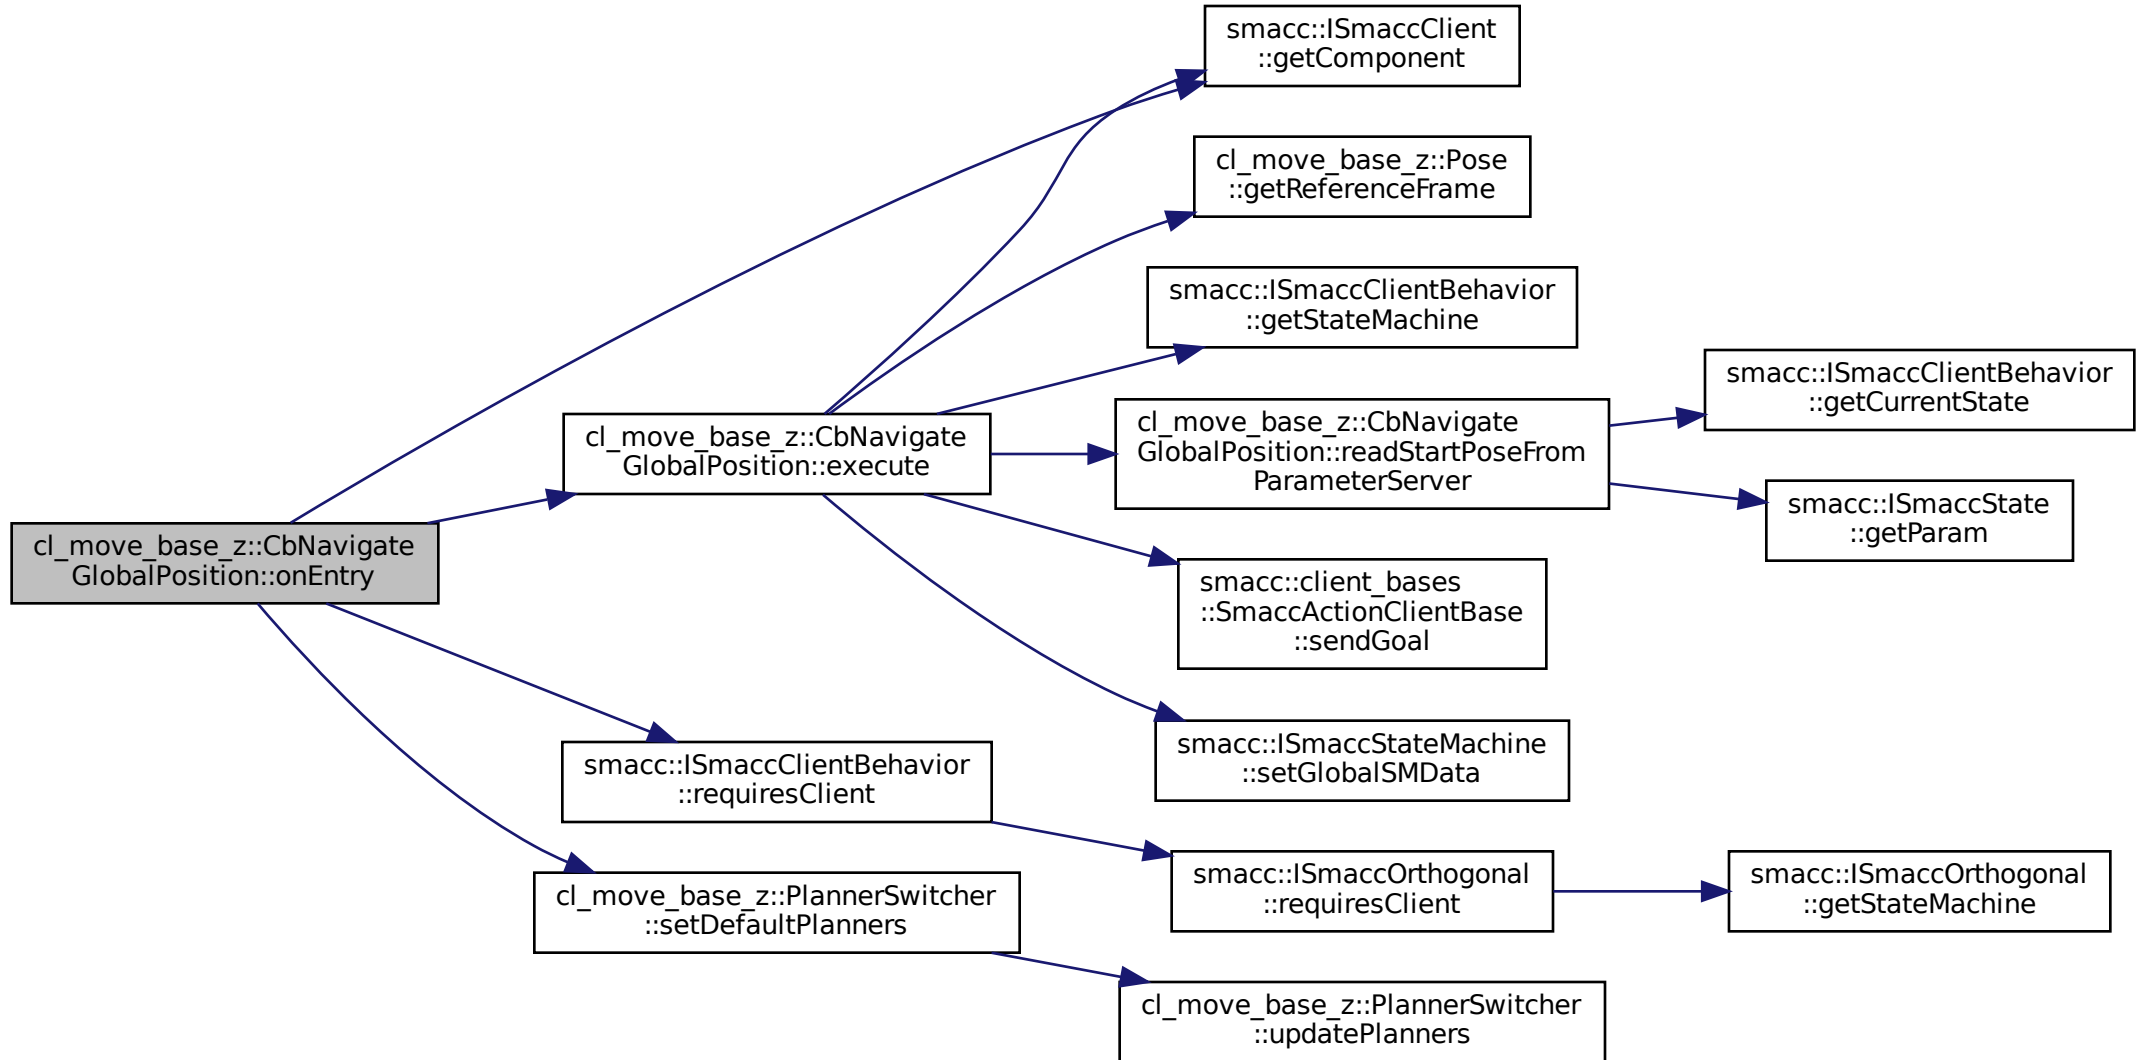 smacc::ISmaccClient
::getComponent
cl_move_base_z::Pose
::getReferenceFrame
smacc::ISmaccClientBehavior
::getStateMachine
smacc::ISmaccClientBehavior
::getCurrentState
cl_move_base_z::CbNavigate
GlobalPosition::execute
cl_move_base_z::CbNavigate
GlobalPosition::readStartPoseFrom
ParameterServer
smacc::ISmaccState
::getParam
cl_move_base_z::CbNavigate
GlobalPosition::onEntry
smacc::client_bases
::SmaccActionClientBase
::sendGoal
smacc::ISmaccStateMachine
::setGlobalSMData
smacc::ISmaccClientBehavior
::requiresClient
smacc::ISmaccOrthogonal
::requiresClient
smacc::ISmaccOrthogonal
::getStateMachine
cl_move_base_z::PlannerSwitcher
::setDefaultPlanners
cl_move_base_z::PlannerSwitcher
::updatePlanners